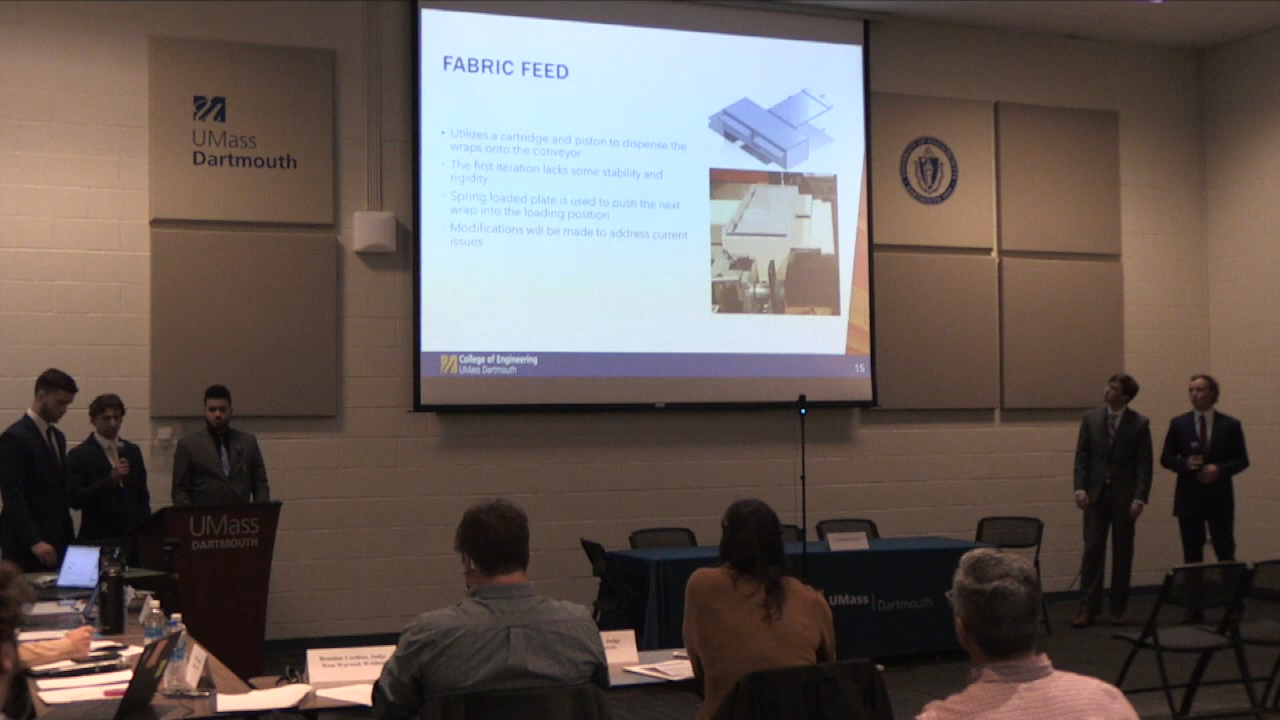 UMass
Dartmouth
FABRIC FEED
• Utilizes a cartridge and piston to dispense the
wraps onto the conveyor
• The first iteration lacks some stability and
rigidity
• Spring loaded plate is used to push the next
wrap into the loading position
• Modifications will be made to address current
issues
College of Engineering
UMass Dartmouth
15
UMass
DARTMOUTH
UMass | Dartmouth
Judge